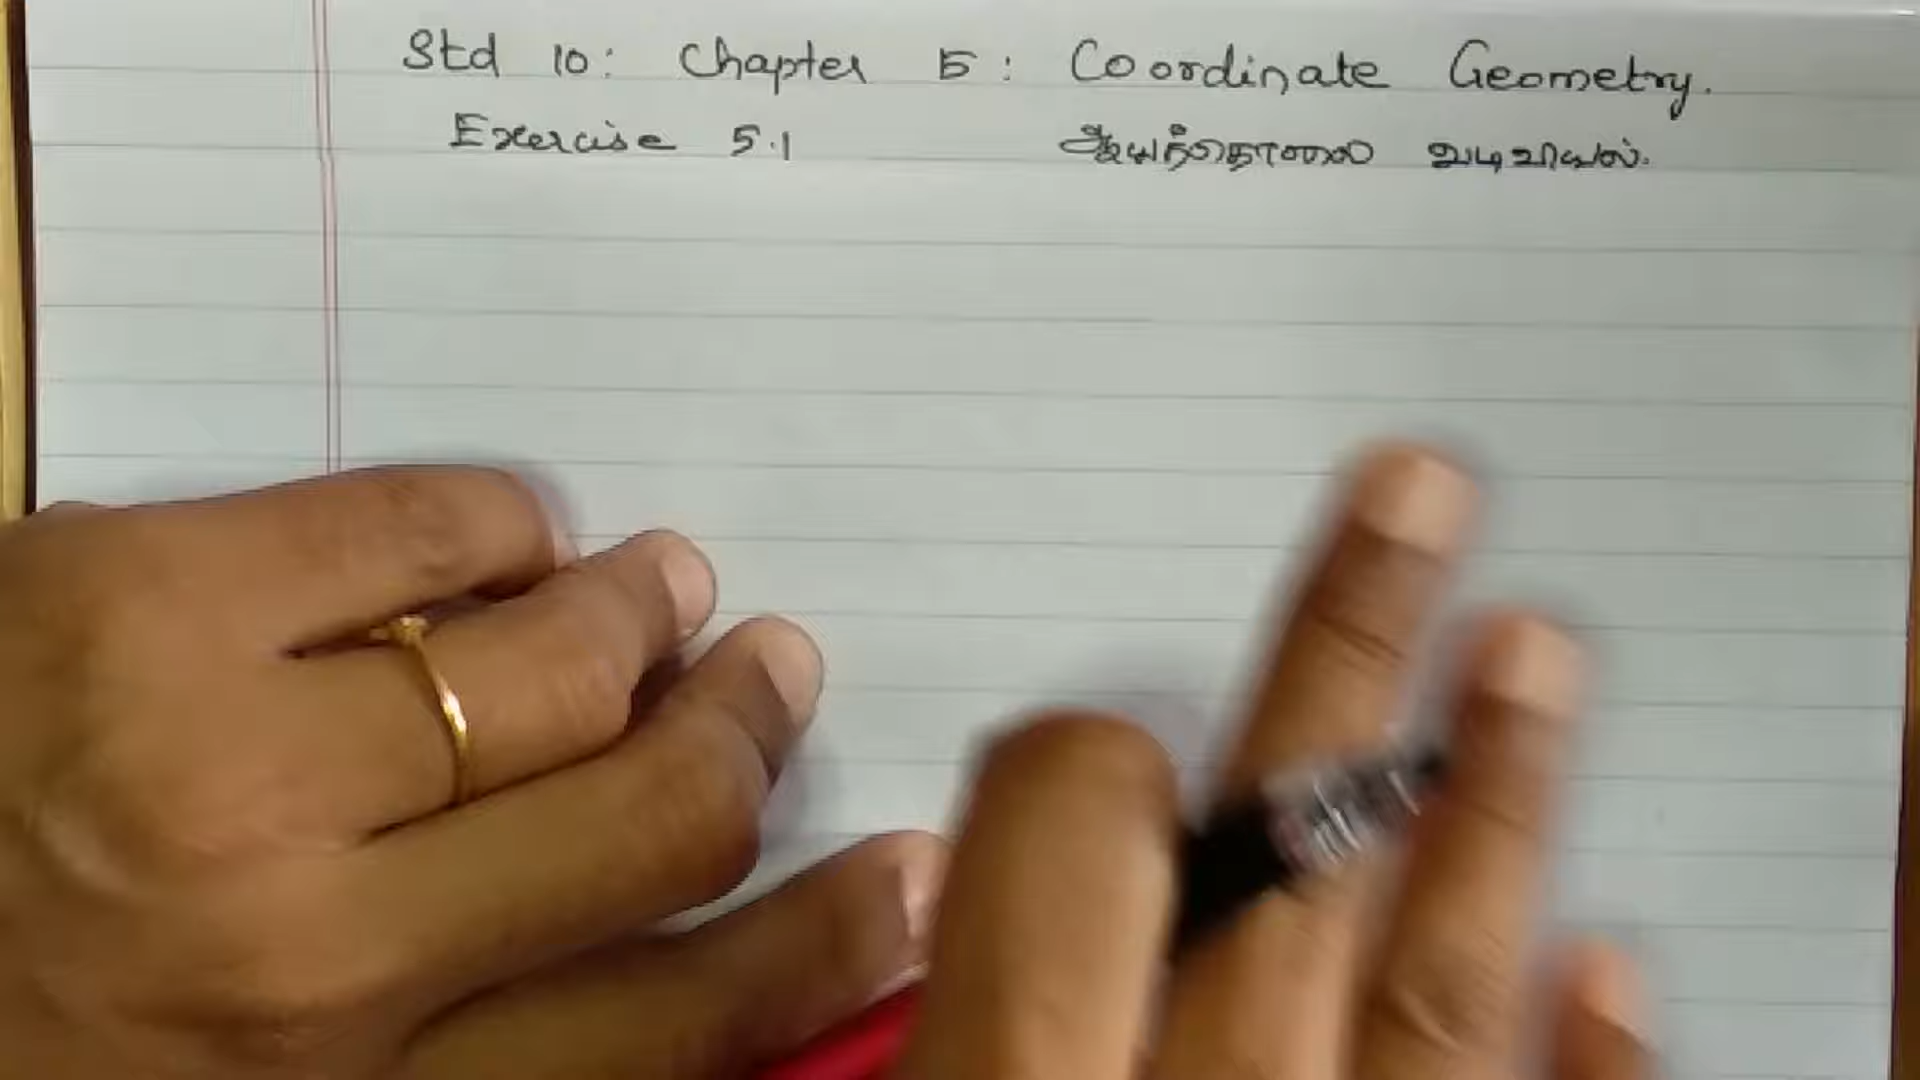 Std 10: Chapter 5: Coordinate Geometry.
Exercise 5.1 ஆயத்தொலை வடிவியல்.